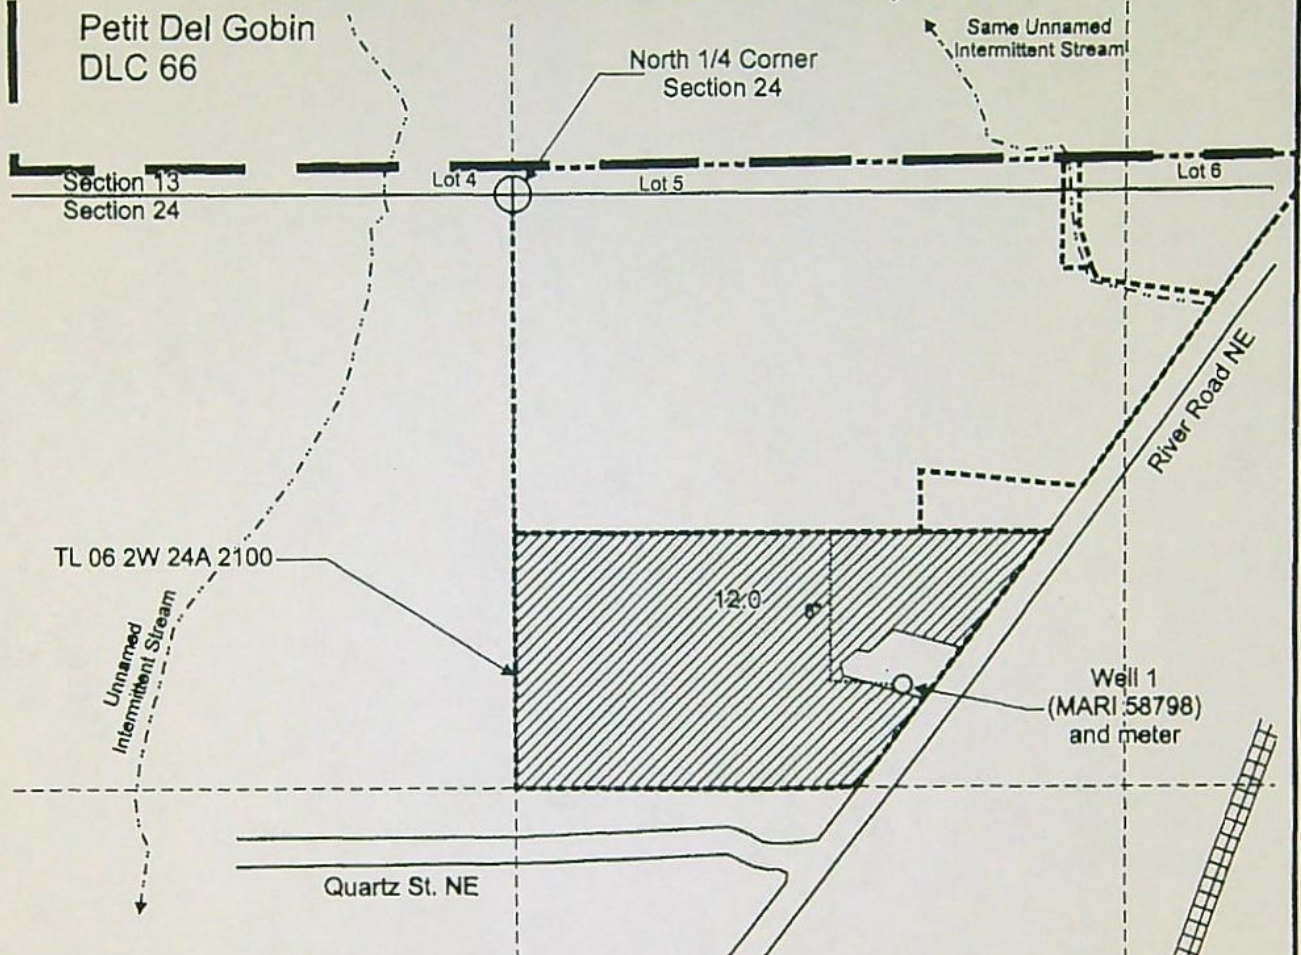 Petit Del Gobin
DLC 66
Same Unnamed
Intermittent Stream
North 1/4 Corner
Section 24
Section 13
Section 24
Lot 4
Lot 5
Lot 6
River Road NE
TL 06 2W 24A 2100
12.0
8"
Unnamed
Intermittent Stream
Well 1
(MARI 58798)
and meter
Quartz St. NE